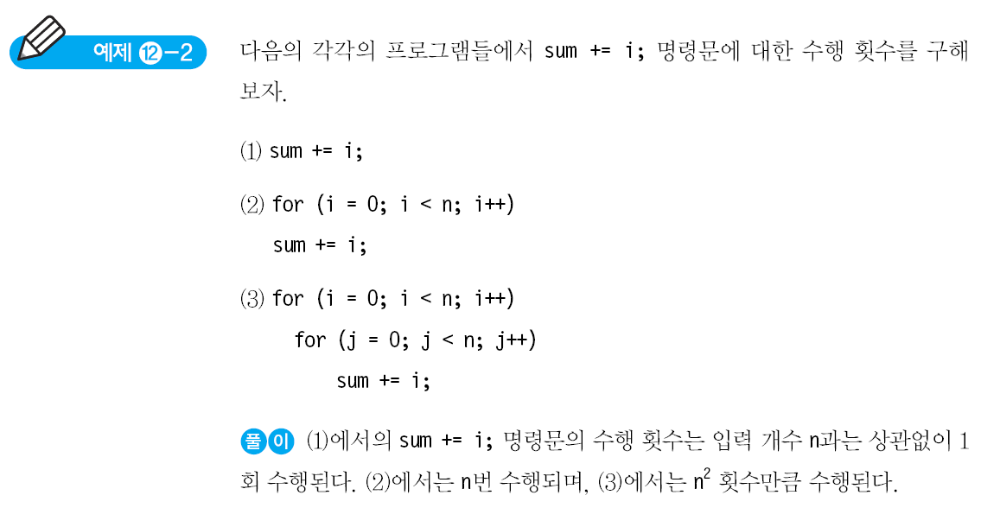 예제 12-2
다음의 각각의 프로그램들에서 sum += i; 명령문에 대한 수행 횟수를 구해
보자.
(1) sum += i;
(2) for (i = 0; i < n; i++)
sum += i;
(3) for (i = 0; i < n; i++)
for (j = 0; j < n; j++)
sum += i;
풀이 (1)에서의 sum += i; 명령문의 수행 횟수는 입력 개수 n과는 상관없이 1
회 수행된다. (2)에서는 n번 수행되며, (3)에서는 n² 횟수만큼 수행된다.